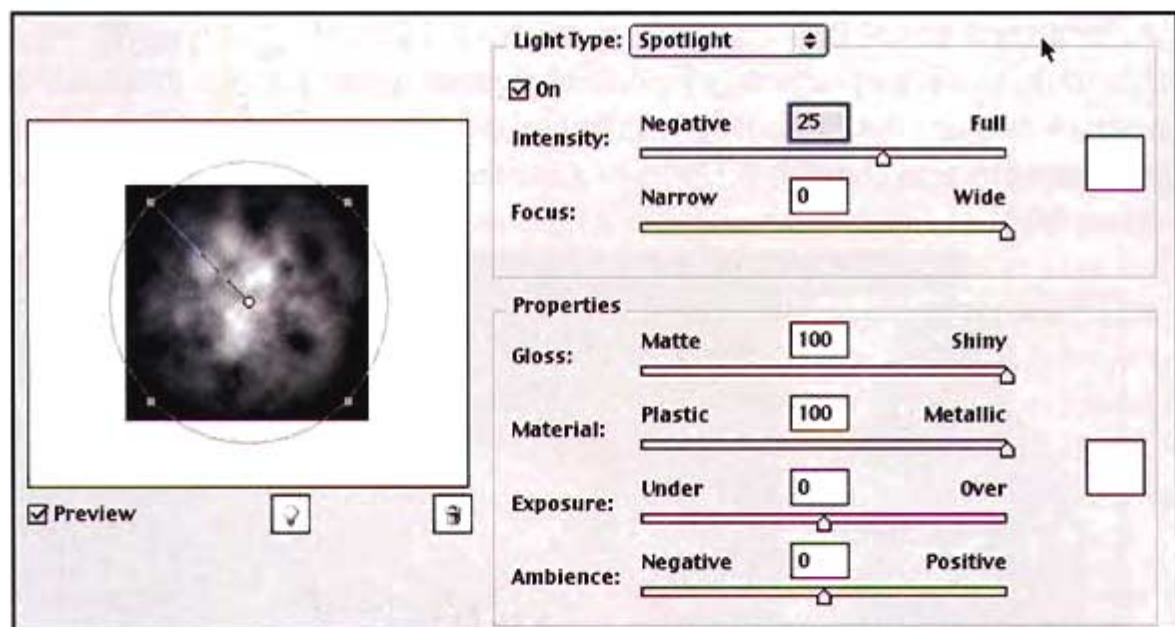 Light Type: Spotlight
On
Intensity: Negative 25 Full
Focus: Narrow 0 Wide
Properties
Gloss: Matte 100 Shiny
Material: Plastic 100 Metallic
Exposure: Under 0 Over
Ambience: Negative 0 Positive
Preview